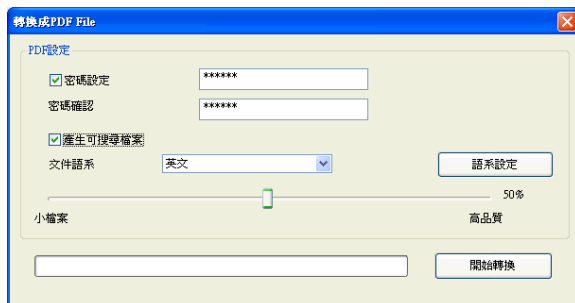 轉換成PDF File
PDF設定
密碼設定 ******
密碼確認 ******
產生可搜尋檔案
文件語系 英文 語系設定
50%
小檔案 高品質
開始轉換